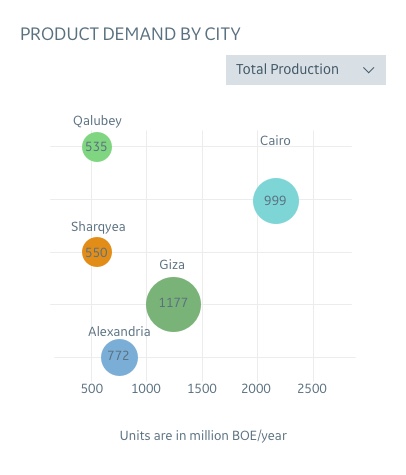 PRODUCT DEMAND BY CITY
Total Production
Qalubey
535
Cairo
999
Sharqyea
550
Giza
1177
Alexandria
772
500 1000 1500 2000 2500
Units are in million BOE/year